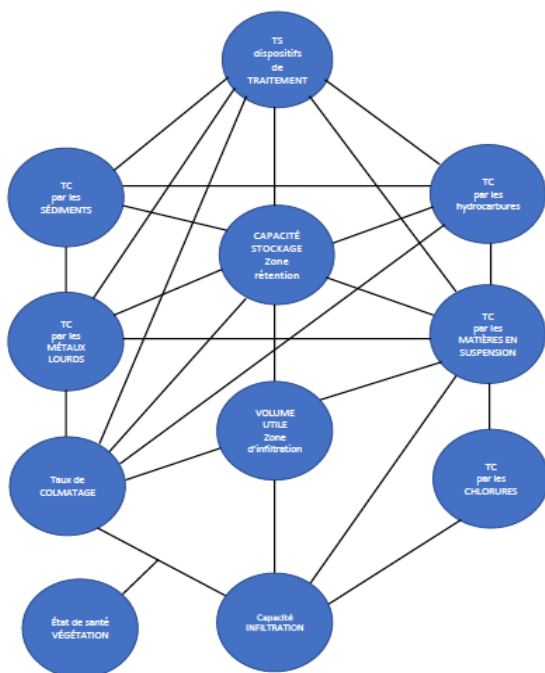 TS
dispositifs
de
TRAITEMENT
TC
par les
SÉDIMENTS
TC
par les
hydrocarbures
CAPACITÉ
STOCKAGE
Zone
rétention
TC
par les
MÉTAUX
LOURDS
TC
par les
MATIÈRES EN
SUSPENSION
VOLUME
UTILE
Zone
d'infiltration
Taux de
COLMATAGE
TC
par les
CHLORURES
État de santé
VÉGÉTATION
Capacité
INFILTRATION